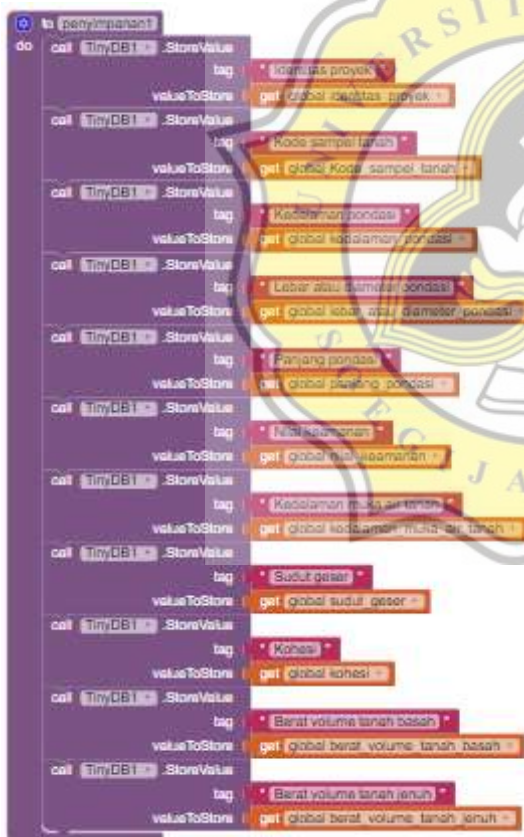 to penyimpanan1
do call TinyDB1 .StoreValue
tag "Identitas proyek"
valueToStore get global identitas_proyek
call TinyDB1 .StoreValue
tag "Kode sampel tanah"
valueToStore get global Kode_sampel_tanah
call TinyDB1 .StoreValue
tag "Kedalaman pondasi"
valueToStore get global kedalaman_pondasi
call TinyDB1 .StoreValue
tag "Lebar atau diameter pondasi"
valueToStore get global lebar_atau_diameter_pondasi
call TinyDB1 .StoreValue
tag "Panjang pondasi"
valueToStore get global panjang_pondasi
call TinyDB1 .StoreValue
tag "Nilai keamanan"
valueToStore get global nilai_keamanan
call TinyDB1 .StoreValue
tag "Kedalaman muka air tanah"
valueToStore get global kedalaman_muka_air_tanah
call TinyDB1 .StoreValue
tag "Sudut geser"
valueToStore get global sudut_geser
call TinyDB1 .StoreValue
tag "Kohesi"
valueToStore get global kohesi
call TinyDB1 .StoreValue
tag "Berat volume tanah basah"
valueToStore get global berat_volume_tanah_basah
call TinyDB1 .StoreValue
tag "Berat volume tanah jenuh"
valueToStore get global berat_volume_tanah_jenuh